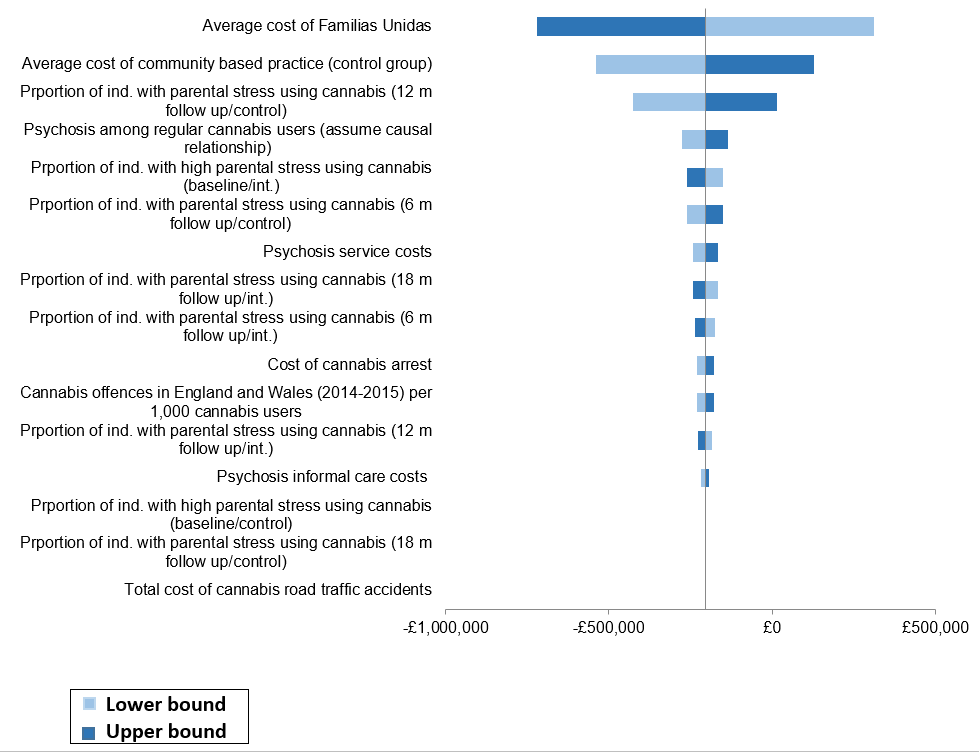 Average cost of Familias Unidas
Average cost of community based practice (control group)
Prportion of ind. with parental stress using cannabis (12 m
follow up/control)
Psychosis among regular cannabis users (assume causal
relationship)
Prportion of ind. with high parental stress using cannabis
(baseline/int.)
Prportion of ind. with parental stress using cannabis (6 m
follow up/control)
Psychosis service costs
Prportion of ind. with parental stress using cannabis (18 m
follow up/int.)
Prportion of ind. with parental stress using cannabis (6 m
follow up/int.)
Cost of cannabis arrest
Cannabis offences in England and Wales (2014-2015) per
1,000 cannabis users
Prportion of ind. with parental stress using cannabis (12 m
follow up/int.)
Psychosis informal care costs
Prportion of ind. with high parental stress using cannabis
(baseline/control)
Prportion of ind. with parental stress using cannabis (18 m
follow up/control)
Total cost of cannabis road traffic accidents
-£1,000,000 -£500,000 £0 £500,000
Lower bound
Upper bound